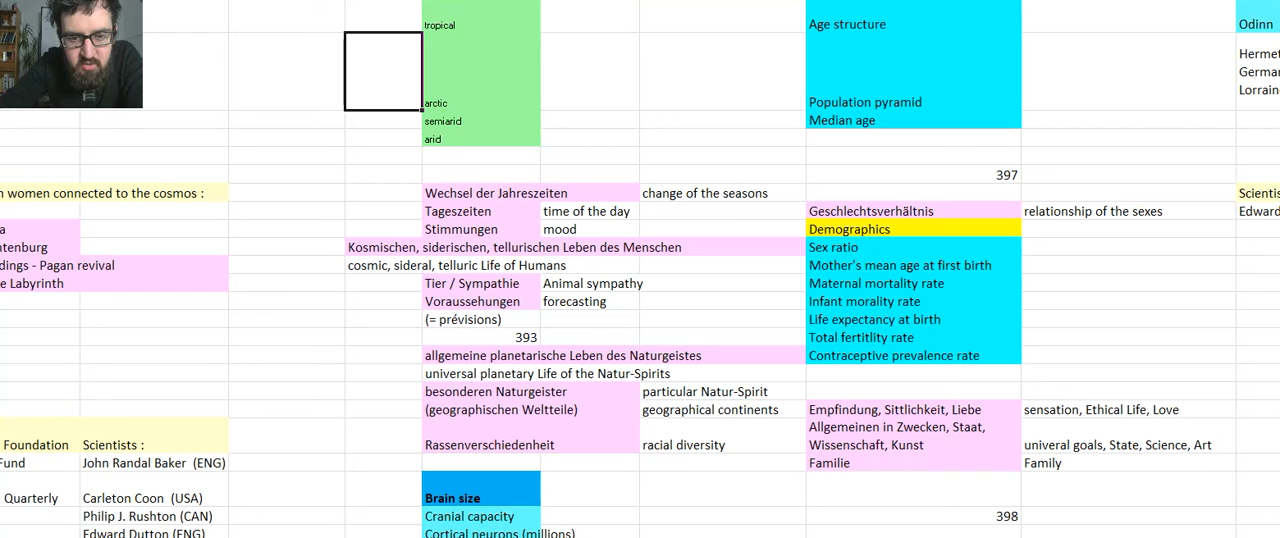 tropical
Age structure
Odinn
Hermet
arctic
German
Lorrain
Population pyramid
semiarid
Median age
arid
397
n women connected to the cosmos :
Wechsel der Jahreszeiten
change of the seasons
Scientis
Tageszeiten
time of the day
Geschlechtsverhältnis
relationship of the sexes
Edward
Stimmungen
mood
Demographics
ntenburg
Kosmischen, siderischen, tellurischen Leben des Menschen
Sex ratio
dings - Pagan revival
cosmic, sideral, telluric Life of Humans
Mother's mean age at first birth
e Labyrinth
Tier / Sympathie
Animal sympathy
Maternal mortality rate
Voraussehungen
forecasting
Infant morality rate
(= prévisions)
Life expectancy at birth
393
Total fertitlity rate
allgemeine planetarische Leben des Naturgeistes
Contraceptive prevalence rate
universal planetary Life of the Natur-Spirits
besonderen Naturgeister
particular Natur-Spirit
(geographischen Weltteile)
geographical continents
Empfindung, Sittlichkeit, Liebe
sensation, Ethical Life, Love
Allgemeinen in Zwecken, Staat,
Foundation
Scientists :
Rassenverschiedenheit
racial diversity
Wissenschaft, Kunst
univeral goals, State, Science, Art
Fund
John Randal Baker (ENG)
Familie
Family
Quarterly
Carleton Coon (USA)
Brain size
Philip J. Rushton (CAN)
Cranial capacity
398
Edward Dutton (ENG)
Cortical neurons (millions)